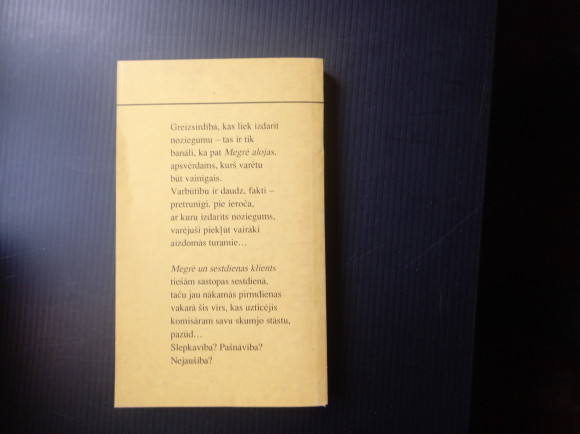 Greizsirdība, kas liek izdarīt
noziegumu – tas ir tik
banāli, ka pat Megrē alojas,
apsvērdams, kurš varētu
būt vainīgais.
Varbūtību ir daudz, fakti –
pretrunīgi, pie ieroča,
ar kuru izdarīts noziegums,
varējuši piekļūt vairāki
aizdomās turamie...
Megrē un sestdienas klients
tiešām sastopas sestdienā,
taču jau nākamās pirmdienas
vakarā šis vīrs, kas uzticējis
komisāram savu skumjo stāstu,
pazūd...
Slepkavība? Pašnāvība?
Nejaušība?